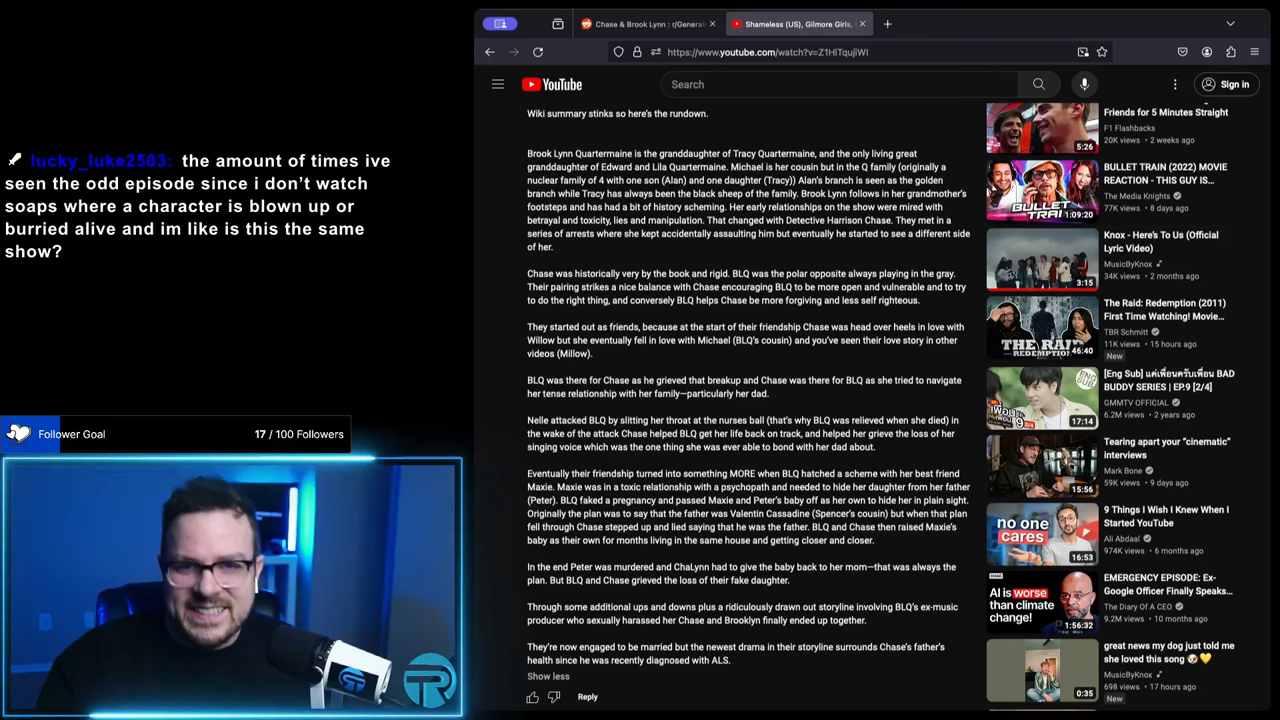 Chase & Brook Lynn : r/General
Shameless (US), Gilmore Girls,
https://www.youtube.com/watch?v=Z1HlTqujiWI
YouTube
Search
Sign in
lucky_luke2503: the amount of times ive
seen the odd episode since i don't watch
soaps where a character is blown up or
burried alive and im like is this the same
show?
Follower Goal
17 / 100 Followers
Wiki summary stinks so here's the rundown.
Brook Lynn Quartermaine is the granddaughter of Tracy Quartermaine, and the only living great
granddaughter of Edward and Lila Quartermaine. Michael is her cousin but in the Q family (originally a
nuclear family of 4 with one son (Alan) and one daughter (Tracy)) Alan's branch is seen as the golden
branch while Tracy has always been the black sheep of the family. Brook Lynn follows in her grandmother's
footsteps and has had a bit of history scheming. Her early relationships on the show were mired with
betrayal and toxicity, lies and manipulation. That changed with Detective Harrison Chase. They met in a
series of arrests where she kept accidentally assaulting him but eventually he started to see a different side
of her.
Chase was historically very by the book and rigid. BLQ was the polar opposite always playing in the gray.
Their pairing strikes a nice balance with Chase encouraging BLQ to be more open and vulnerable and to try
to do the right thing, and conversely BLQ helps Chase be more forgiving and less self righteous.
They started out as friends, because at the start of their friendship Chase was head over heels in love with
Willow but she eventually fell in love with Michael (BLQ's cousin) and you've seen their love story in other
videos (Millow).
BLQ was there for Chase as he grieved that breakup and Chase was there for BLQ as she tried to navigate
her tense relationship with her family—particularly her dad.
Nelle attacked BLQ by slitting her throat at the nurses ball (that's why BLQ was relieved when she died) in
the wake of the attack Chase helped BLQ get her life back on track, and helped her grieve the loss of her
singing voice which was the one thing she was ever able to bond with her dad about.
Eventually their friendship turned into something MORE when BLQ hatched a scheme with her best friend
Maxie. Maxie was in a toxic relationship with a psychopath and needed to hide her daughter from her father
(Peter). BLQ faked a pregnancy and passed Maxie and Peter's baby off as her own to hide her in plain sight.
Originally the plan was to say that the father was Valentin Cassadine (Spencer's cousin) but when that plan
fell through Chase stepped up and lied saying that he was the father. BLQ and Chase then raised Maxie's
baby as their own for months living in the same house and getting closer and closer.
In the end Peter was murdered and ChaLynn had to give the baby back to her mom—that was always the
plan. But BLQ and Chase grieved the loss of their fake daughter.
Through some additional ups and downs plus a ridiculously drawn out storyline involving BLQ's ex-music
producer who sexually harassed her Chase and Brooklyn finally ended up together.
They're now engaged to be married but the newest drama in their storyline surrounds Chase's father's
health since he was recently diagnosed with ALS.
Show less
Reply
Friends for 5 Minutes Straight
F1 Flashbacks
20K views • 2 weeks ago
5:26
BULLET TRAIN (2022) MOVIE
REACTION - THIS GUY IS...
The Media Knights
77K views • 8 days ago
BULLET TRAIN
1:09:20
Knox - Here's To Us (Official
Lyric Video)
MusicByKnox
34K views • 2 months ago
3:15
The Raid: Redemption (2011)
First Time Watching! Movie...
TBR Schmitt
11K views • 15 hours ago
New
THE RAID
REDEMPTION
46:40
[Eng Sub] แค่เพื่อนครับเพื่อน BAD
BUDDY SERIES | EP.9 [2/4]
GMMTV OFFICIAL
6.2M views • 2 years ago
ENG
SUB
17:14
Tearing apart your "cinematic"
interviews
Mark Bone
59K views • 9 days ago
15:56
9 Things I Wish I Knew When I
Started YouTube
Ali Abdaal
974K views • 6 months ago
no one
cares
16:53
EMERGENCY EPISODE: Ex-
Google Officer Finally Speaks...
The Diary Of A CEO
9.2M views • 10 months ago
AI is worse
than climate
change!
1:56:32
great news my dog just told me
she loved this song
MusicByKnox
698 views • 17 hours ago
New
0:35